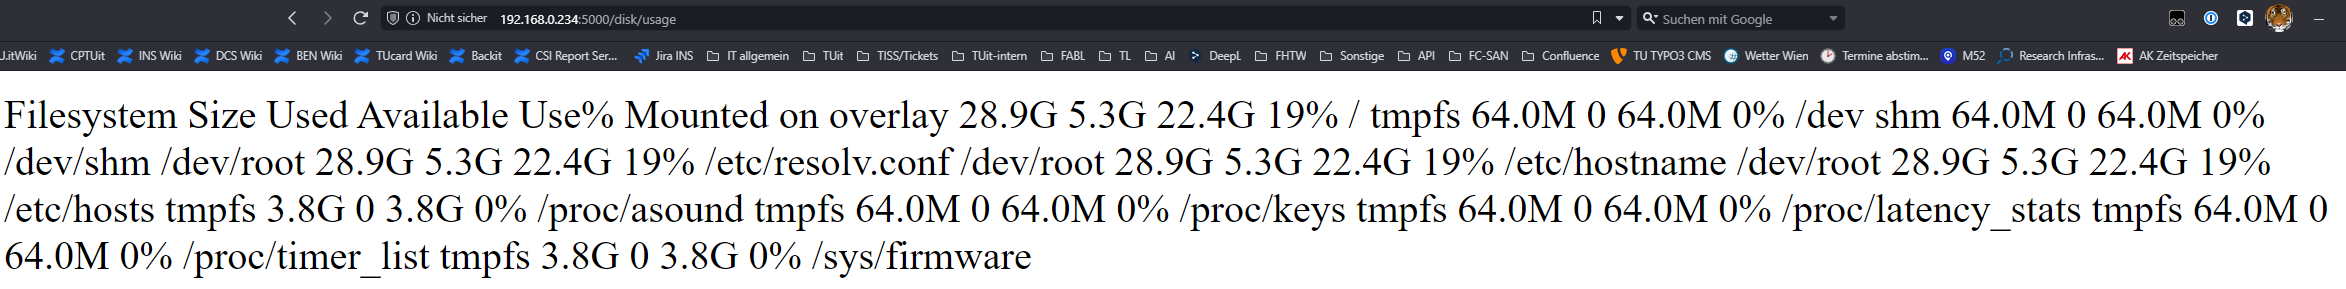 Nicht sicher 192.168.0.234:5000/disk/usage
Suchen mit Google
J.itWiki CPTUit INS Wiki DCS Wiki BEN Wiki TUcard Wiki Backit CSI Report Ser... Jira INS IT allgemein TUit TISS/Tickets TUit-intern FABL TL AI DeepL FHTW Sonstige API FC-SAN Confluence TU TYPO3 CMS Wetter Wien Termine abstim... M52 Research Infras... AK Zeitspeicher
Filesystem Size Used Available Use% Mounted on overlay 28.9G 5.3G 22.4G 19% / tmpfs 64.0M 0 64.0M 0% /dev shm 64.0M 0 64.0M 0%
/dev/shm /dev/root 28.9G 5.3G 22.4G 19% /etc/resolv.conf /dev/root 28.9G 5.3G 22.4G 19% /etc/hostname /dev/root 28.9G 5.3G 22.4G 19%
/etc/hosts tmpfs 3.8G 0 3.8G 0% /proc/asound tmpfs 64.0M 0 64.0M 0% /proc/keys tmpfs 64.0M 0 64.0M 0% /proc/latency_stats tmpfs 64.0M 0
64.0M 0% /proc/timer_list tmpfs 3.8G 0 3.8G 0% /sys/firmware